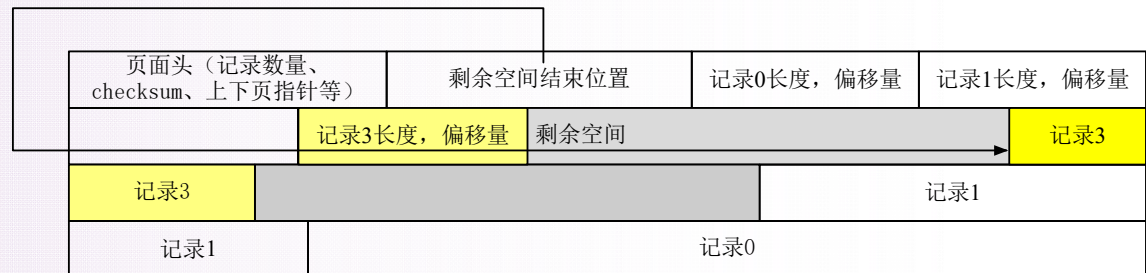 页面头（记录数量、
checksum、上下页指针等）
剩余空间结束位置
记录0长度，偏移量
记录1长度，偏移量
记录3长度，偏移量
剩余空间
记录3
记录3
记录1
记录1
记录0